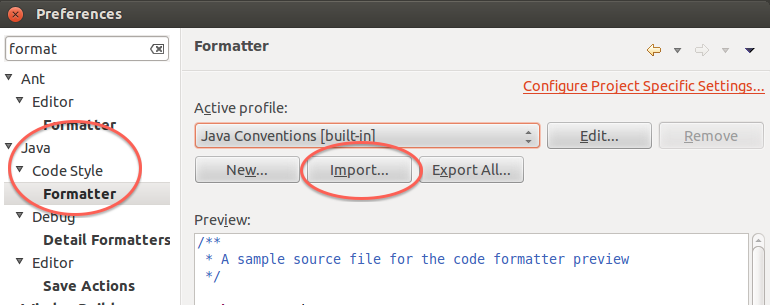 Preferences
format
Ant
Editor
Formatter
Java
Code Style
Formatter
Debug
Detail Formatters
Editor
Save Actions
Formatter
Configure Project Specific Settings...
Active profile:
Java Conventions [built-in]
Edit...
Remove
New...
Import...
Export All...
Preview:
/**
* A sample source file for the code formatter preview
*/